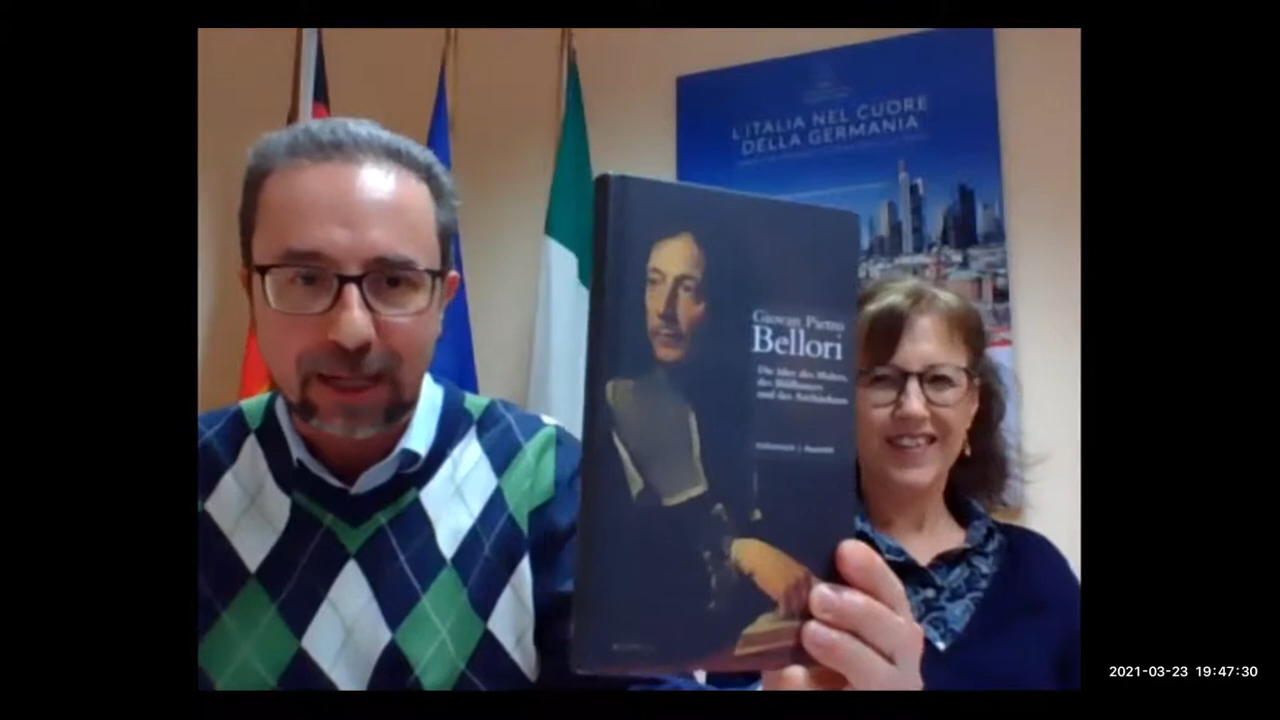 L'ITALIA NEL CUORE
DELLA GERMANIA
Giovan Pietro
Bellori
Die Idee des Malers,
des Bildhauers
und des Architekten
2021-03-23 19:47:30